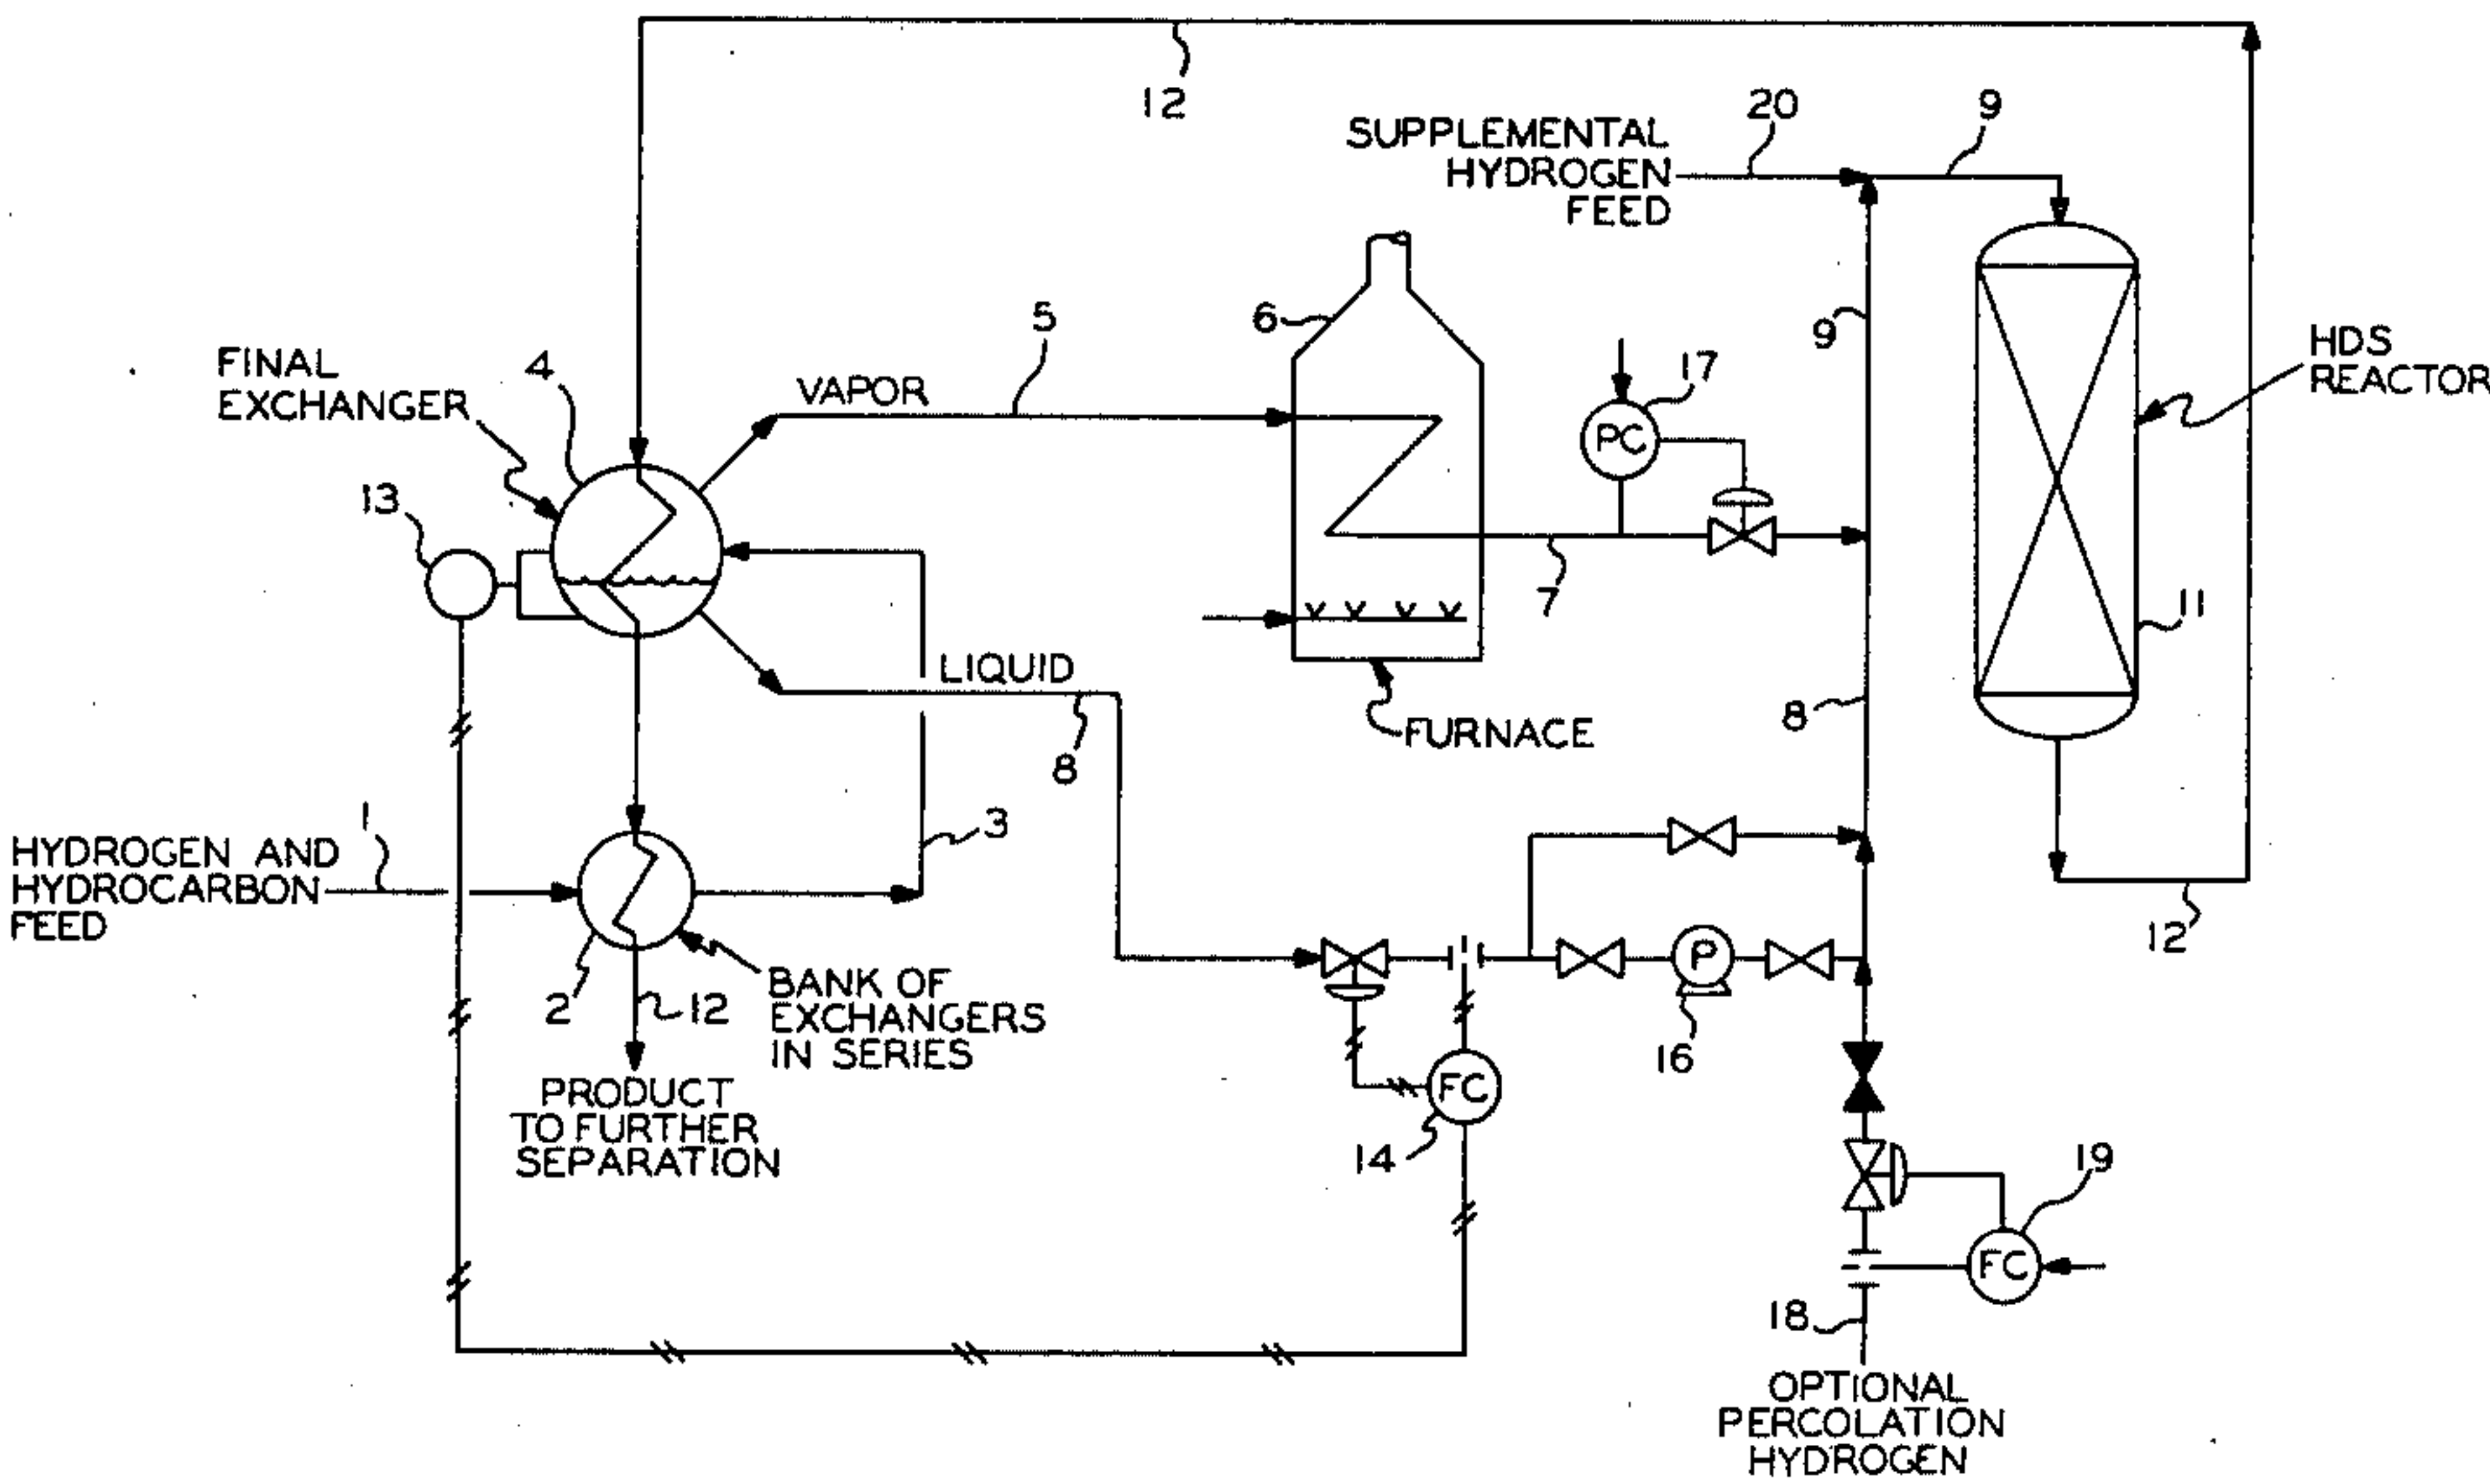 12
20
9
SUPPLEMENTAL
HYDROGEN
FEED
5
6
9
17
HDS
REACTOR
FINAL
EXCHANGER
4
VAPOR
PC
13
7
11
LIQUID
8
FURNACE
8
1
3
HYDROGEN AND
HYDROCARBON
FEED
2
12
BANK OF
EXCHANGERS
IN SERIES
P
16
12
PRODUCT
TO FURTHER
SEPARATION
FC
14
19
FC
18
OPTIONAL
PERCOLATION
HYDROGEN